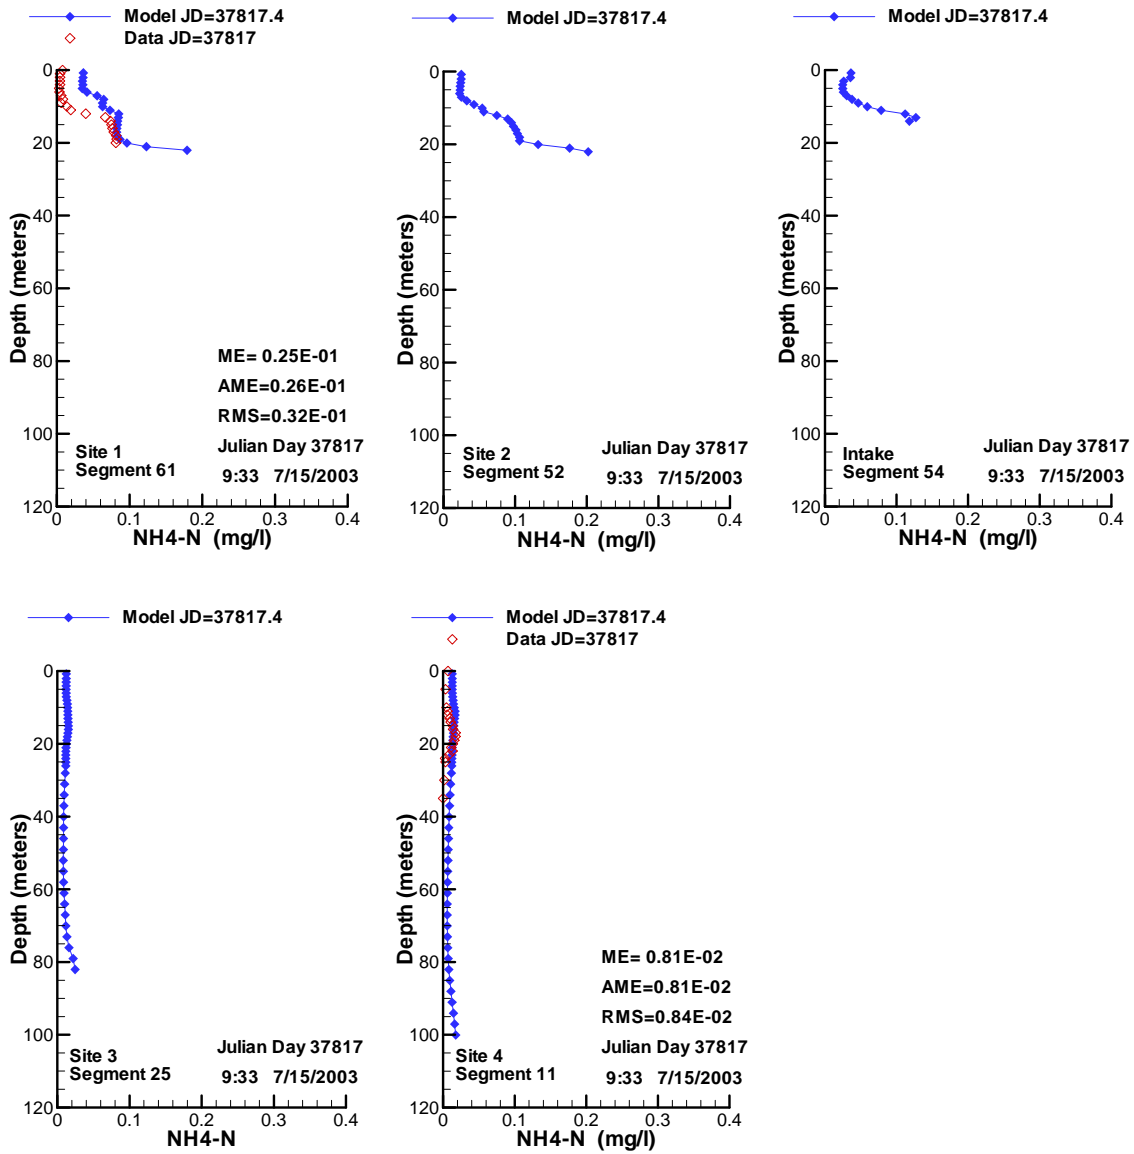 Model JD=37817.4
Data JD=37817
0
20
40
60
80
100
120
Depth (meters)
ME= 0.25E-01
AME=0.26E-01
RMS=0.32E-01
Site 1
Segment 61
Julian Day 37817
9:33 7/15/2003
0 0.1 0.2 0.3 0.4
NH4-N (mg/l)
Model JD=37817.4
0
20
40
60
80
100
120
Depth (meters)
Site 2
Segment 52
Julian Day 37817
9:33 7/15/2003
0 0.1 0.2 0.3 0.4
NH4-N (mg/l)
Model JD=37817.4
0
20
40
60
80
100
120
Depth (meters)
Intake
Segment 54
Julian Day 37817
9:33 7/15/2003
0 0.1 0.2 0.3 0.4
NH4-N (mg/l)
Model JD=37817.4
0
20
40
60
80
100
120
Depth (meters)
Site 3
Segment 25
Julian Day 37817
9:33 7/15/2003
0 0.1 0.2 0.3 0.4
NH4-N
Model JD=37817.4
Data JD=37817
0
20
40
60
80
100
120
Depth (meters)
ME= 0.81E-02
AME=0.81E-02
RMS=0.84E-02
Site 4
Segment 11
Julian Day 37817
9:33 7/15/2003
0 0.1 0.2 0.3 0.4
NH4-N (mg/l)